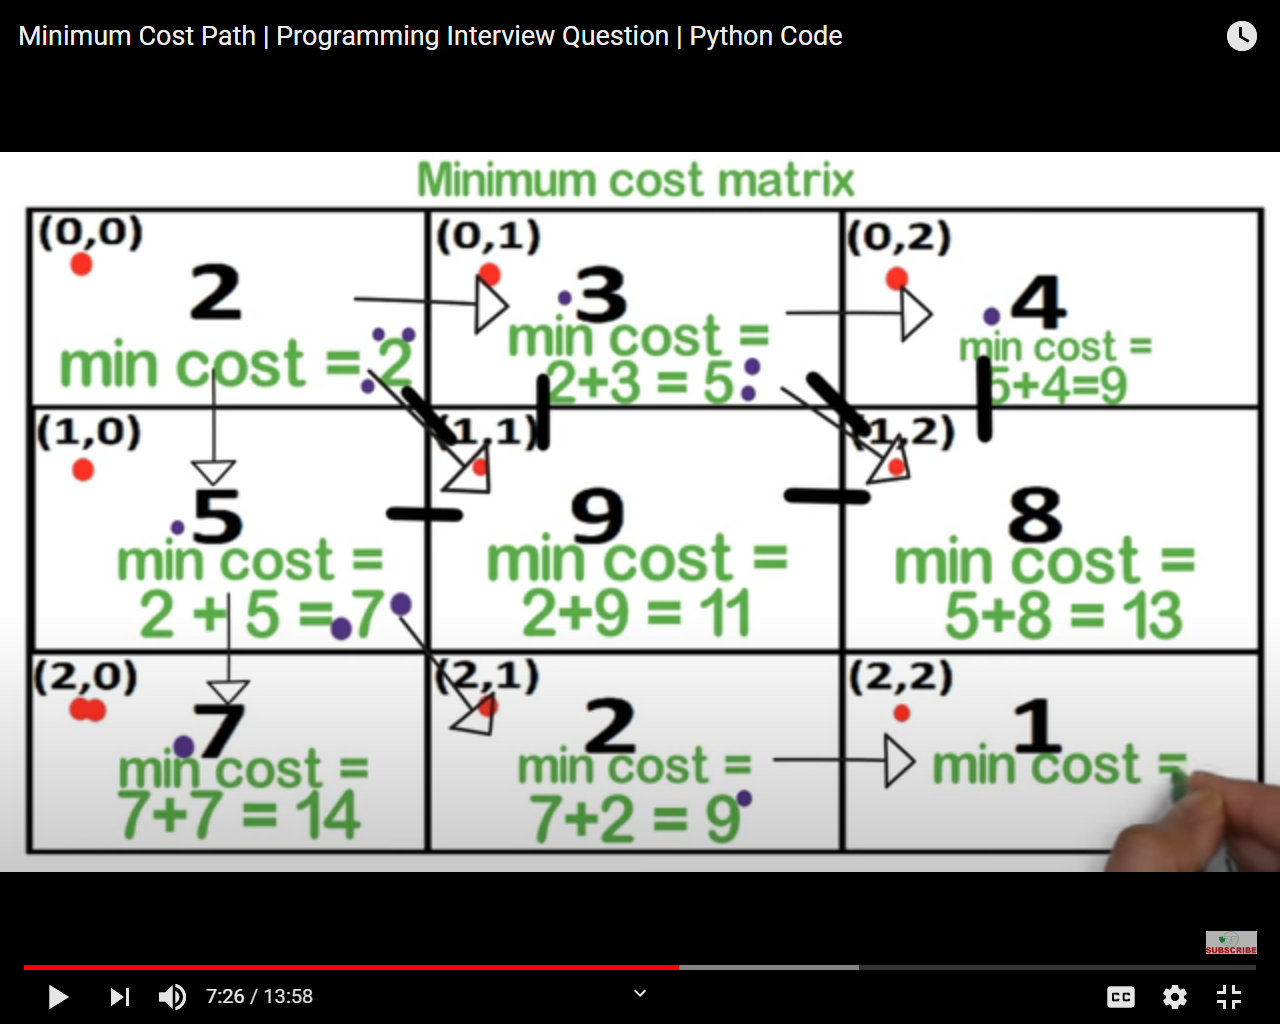 Minimum Cost Path | Programming Interview Question | Python Code
Minimum cost matrix
(0,0)
2
min cost = 2
(0,1)
3
min cost =
2+3 = 5
(0,2)
4
min cost =
5+4=9
(1,0)
5
min cost =
2 + 5 = 7
(1,1)
9
min cost =
2+9 = 11
(1,2)
8
min cost =
5+8 = 13
(2,0)
7
min cost =
7+7 = 14
(2,1)
2
min cost =
7+2 = 9
(2,2)
1
min cost =
SUBSCRIBE
7:26 / 13:58
CC